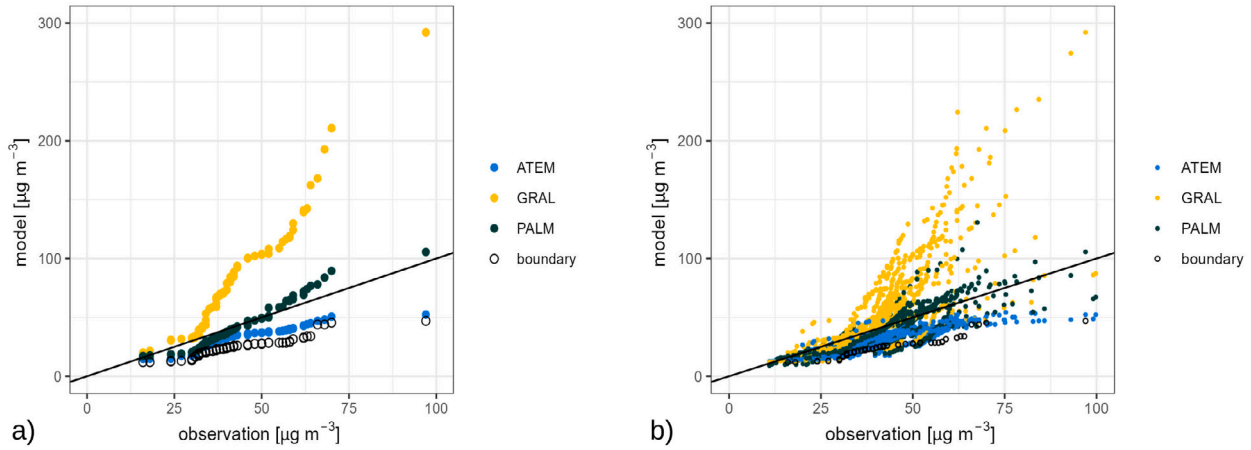 300
200
100
0
model [µg m⁻³]
0 25 50 75 100
observation [µg m⁻³]
ATEM
GRAL
PALM
boundary
a)
300
200
100
0
model [µg m⁻³]
0 25 50 75 100
observation [µg m⁻³]
ATEM
GRAL
PALM
boundary
b)